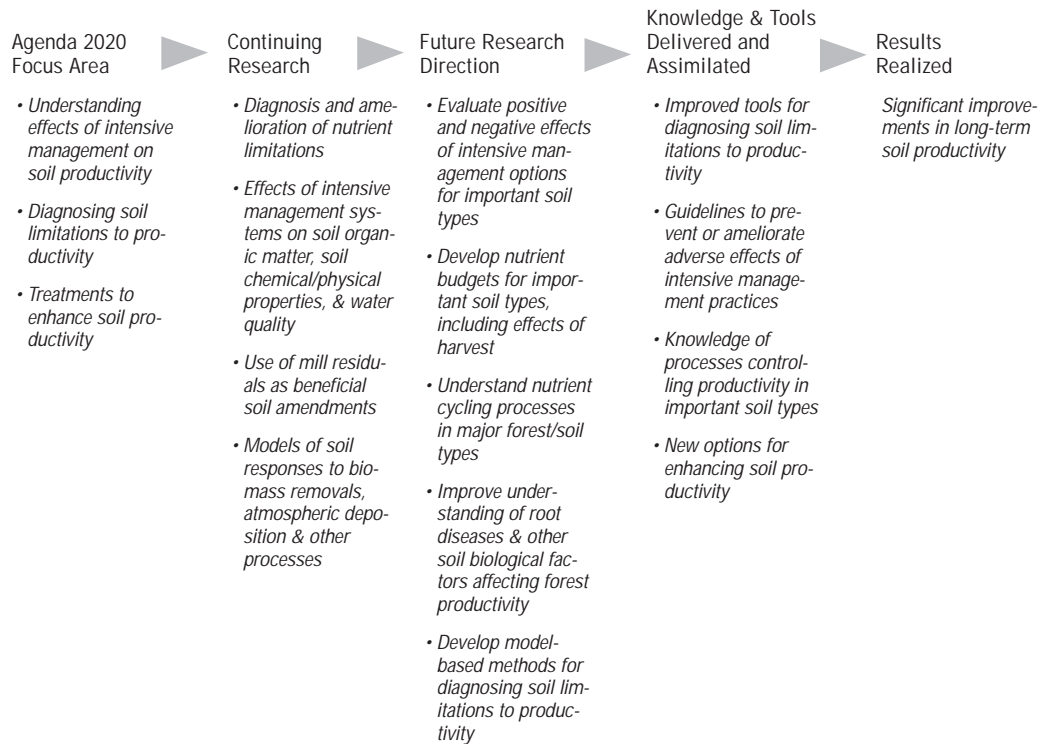 Agenda 2020
Focus Area
• Understanding
effects of intensive
management on
soil productivity
• Diagnosing soil
limitations to pro-
ductivity
• Treatments to
enhance soil pro-
ductivity
Continuing
Research
• Diagnosis and ame-
lioration of nutrient
limitations
• Effects of intensive
management sys-
tems on soil organ-
ic matter, soil
chemical/physical
properties, & water
quality
• Use of mill residu-
als as beneficial
soil amendments
• Models of soil
responses to bio-
mass removals,
atmospheric depo-
sition & other
processes
Future Research
Direction
• Evaluate positive
and negative effects
of intensive man-
agement options
for important soil
types
• Develop nutrient
budgets for impor-
tant soil types,
including effects of
harvest
• Understand nutrient
cycling processes
in major forest/soil
types
• Improve under-
standing of root
diseases & other
soil biological fac-
tors affecting forest
productivity
• Develop model-
based methods for
diagnosing soil lim-
itations to produc-
tivity
Knowledge & Tools
Delivered and
Assimilated
• Improved tools for
diagnosing soil lim-
itations to produc-
tivity
• Guidelines to pre-
vent or ameliorate
adverse effects of
intensive manage-
ment practices
• Knowledge of
processes control-
ling productivity in
important soil types
• New options for
enhancing soil pro-
ductivity
Results
Realized
Significant improve-
ments in long-term
soil productivity